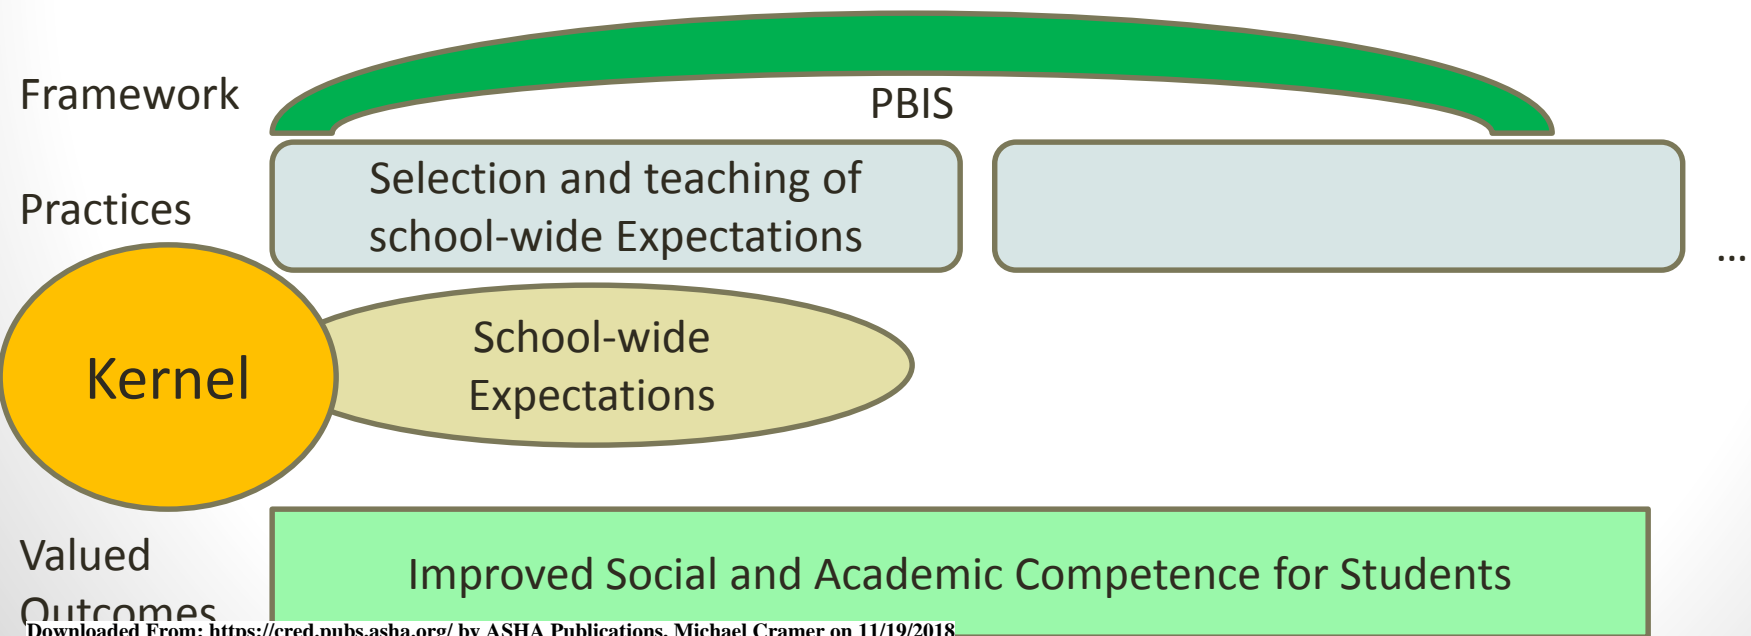 Framework
PBIS
Practices
Selection and teaching of
school-wide Expectations
…
Kernel
School-wide
Expectations
Valued
Outcomes
Improved Social and Academic Competence for Students
Downloaded From: https://cred.pubs.asha.org/ by ASHA Publications, Michael Cramer on 11/19/2018